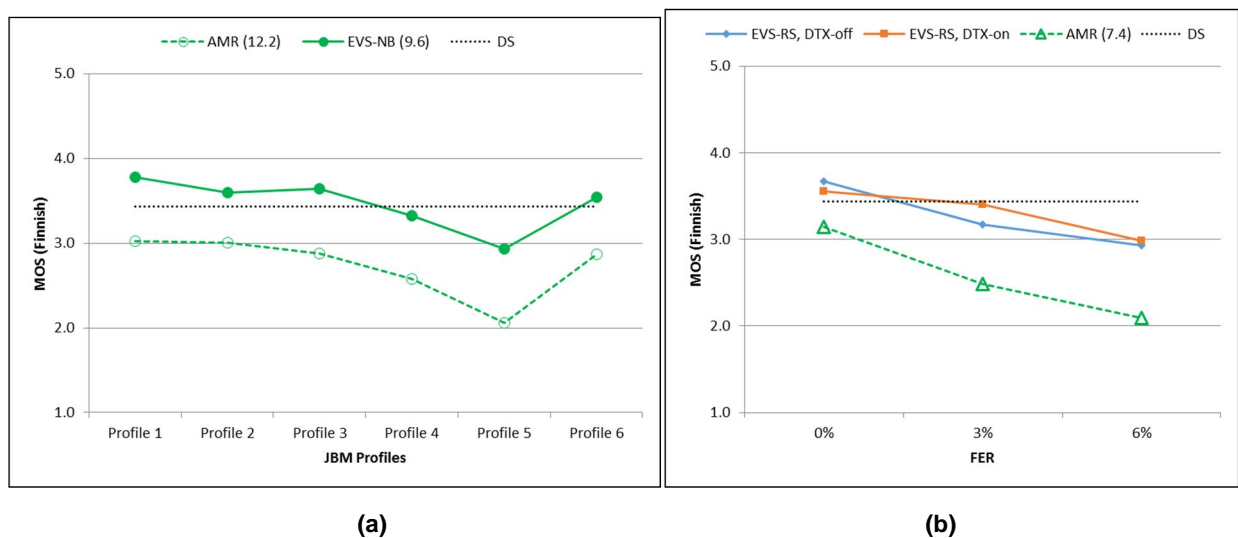 AMR (12.2) EVS-NB (9.6) DS
5.0
4.0
3.0
2.0
1.0
MOS (Finnish)
Profile 1 Profile 2 Profile 3 Profile 4 Profile 5 Profile 6
JBM Profiles
(a)
EVS-RS, DTX-off EVS-RS, DTX-on AMR (7.4) DS
5.0
4.0
3.0
2.0
1.0
MOS (Finnish)
0% 3% 6%
FER
(b)